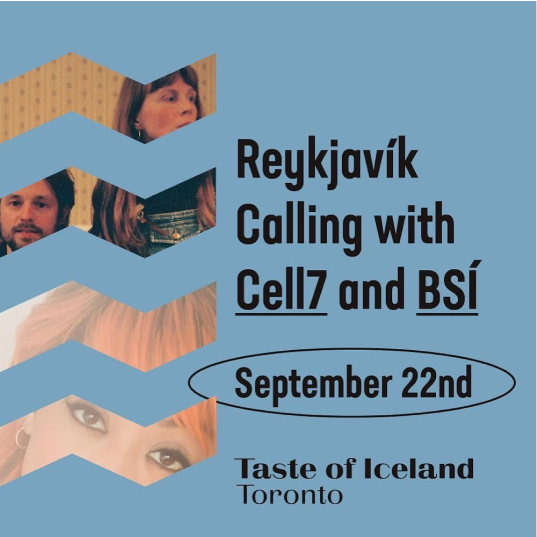 Reykjavík
Calling with
Cell7 and BSÍ
September 22nd
Taste of Iceland
Toronto